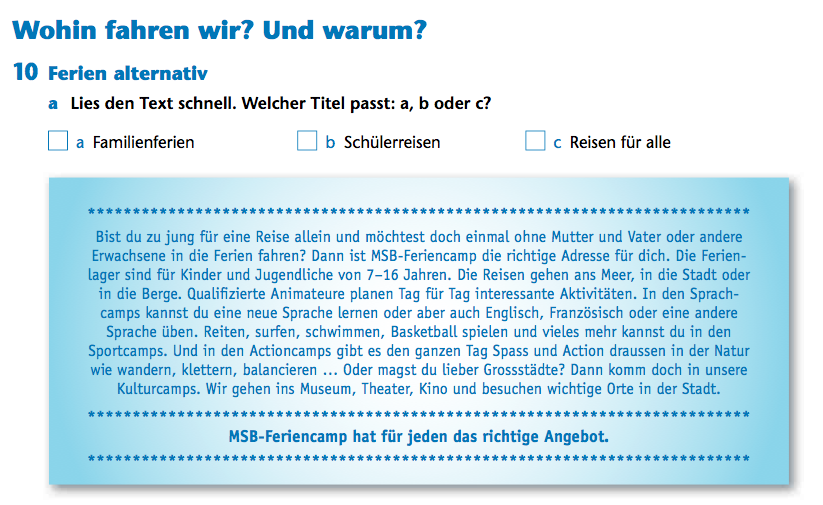 Wohin fahren wir? Und warum?
10 Ferien alternativ
a Lies den Text schnell. Welcher Titel passt: a, b oder c?
a Familienferien b Schülerreisen c Reisen für alle
Bist du zu jung für eine Reise allein und möchtest doch einmal ohne Mutter und Vater oder andere
Erwachsene in die Ferien fahren? Dann ist MSB-Feriencamp die richtige Adresse für dich. Die Ferien-
lager sind für Kinder und Jugendliche von 7–16 Jahren. Die Reisen gehen ans Meer, in die Stadt oder
in die Berge. Qualifizierte Animateure planen Tag für Tag interessante Aktivitäten. In den Sprach-
camps kannst du eine neue Sprache lernen oder aber auch Englisch, Französisch oder eine andere
Sprache üben. Reiten, surfen, schwimmen, Basketball spielen und vieles mehr kannst du in den
Sportcamps. Und in den Actioncamps gibt es den ganzen Tag Spass und Action draussen in der Natur
wie wandern, klettern, balancieren ... Oder magst du lieber Grossstädte? Dann komm doch in unsere
Kulturcamps. Wir gehen ins Museum, Theater, Kino und besuchen wichtige Orte in der Stadt.
MSB-Feriencamp hat für jeden das richtige Angebot.